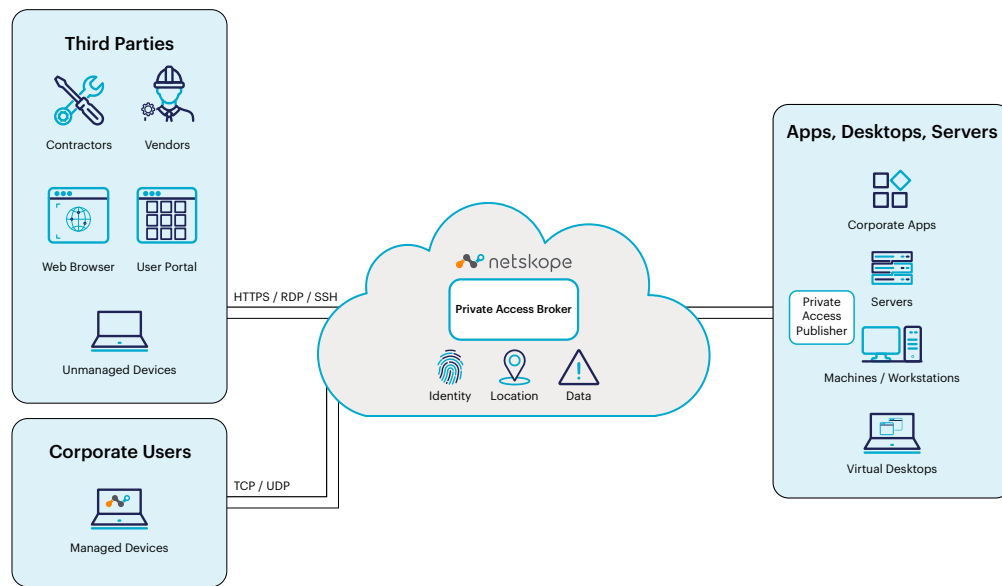 Third Parties
Contractors
Vendors
Web Browser
User Portal
Unmanaged Devices
HTTPS / RDP / SSH
Corporate Users
Managed Devices
TCP / UDP
netskope
Private Access Broker
Identity
Location
Data
Apps, Desktops, Servers
Corporate Apps
Servers
Private
Access
Publisher
Machines / Workstations
Virtual Desktops